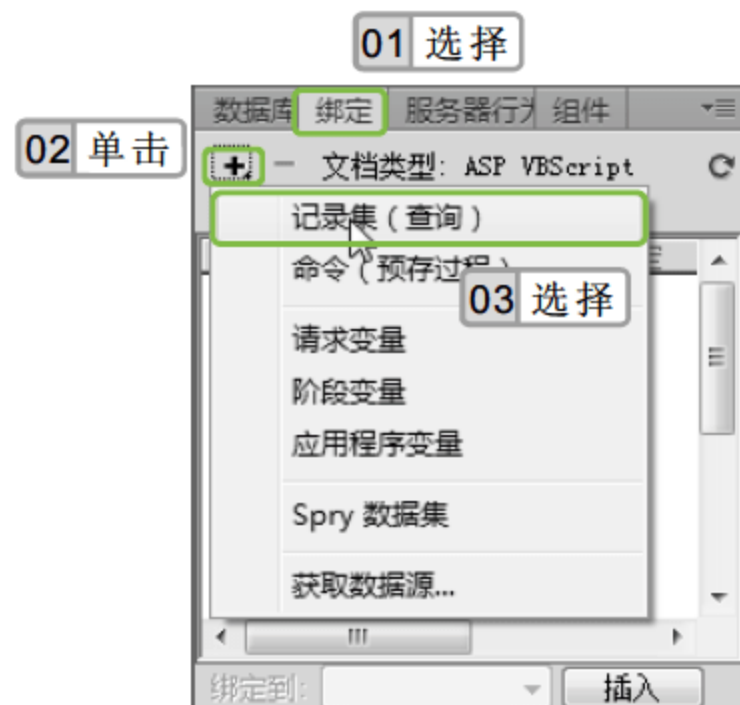 01 选择
数据库 绑定 服务器行为 组件
02 单击
文档类型: ASP VBScript
记录集（查询）
命令（预存过程）
03 选择
请求变量
阶段变量
应用程序变量
Spry 数据集
获取数据源...
绑定到:
插入